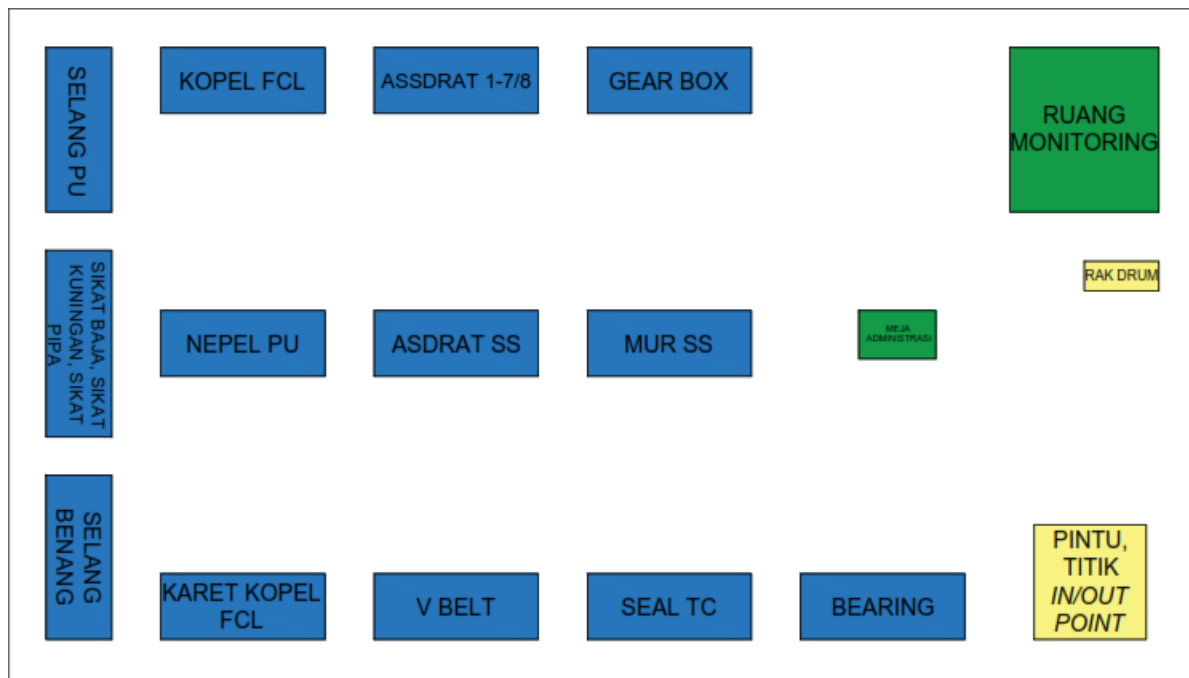 SELANG PU
KOPEL FCL
ASSDRAT 1-7/8
GEAR BOX
RUANG
MONITORING
RAK DRUM
SIKAT BAJA, SIKAT
KUNINGAN, SIKAT
PIPA
NEPEL PU
ASDRAT SS
MUR SS
MEJA
ADMINISTRASI
SELANG
BENANG
KARET KOPEL
FCL
V BELT
SEAL TC
BEARING
PINTU,
TITIK
IN/OUT
POINT